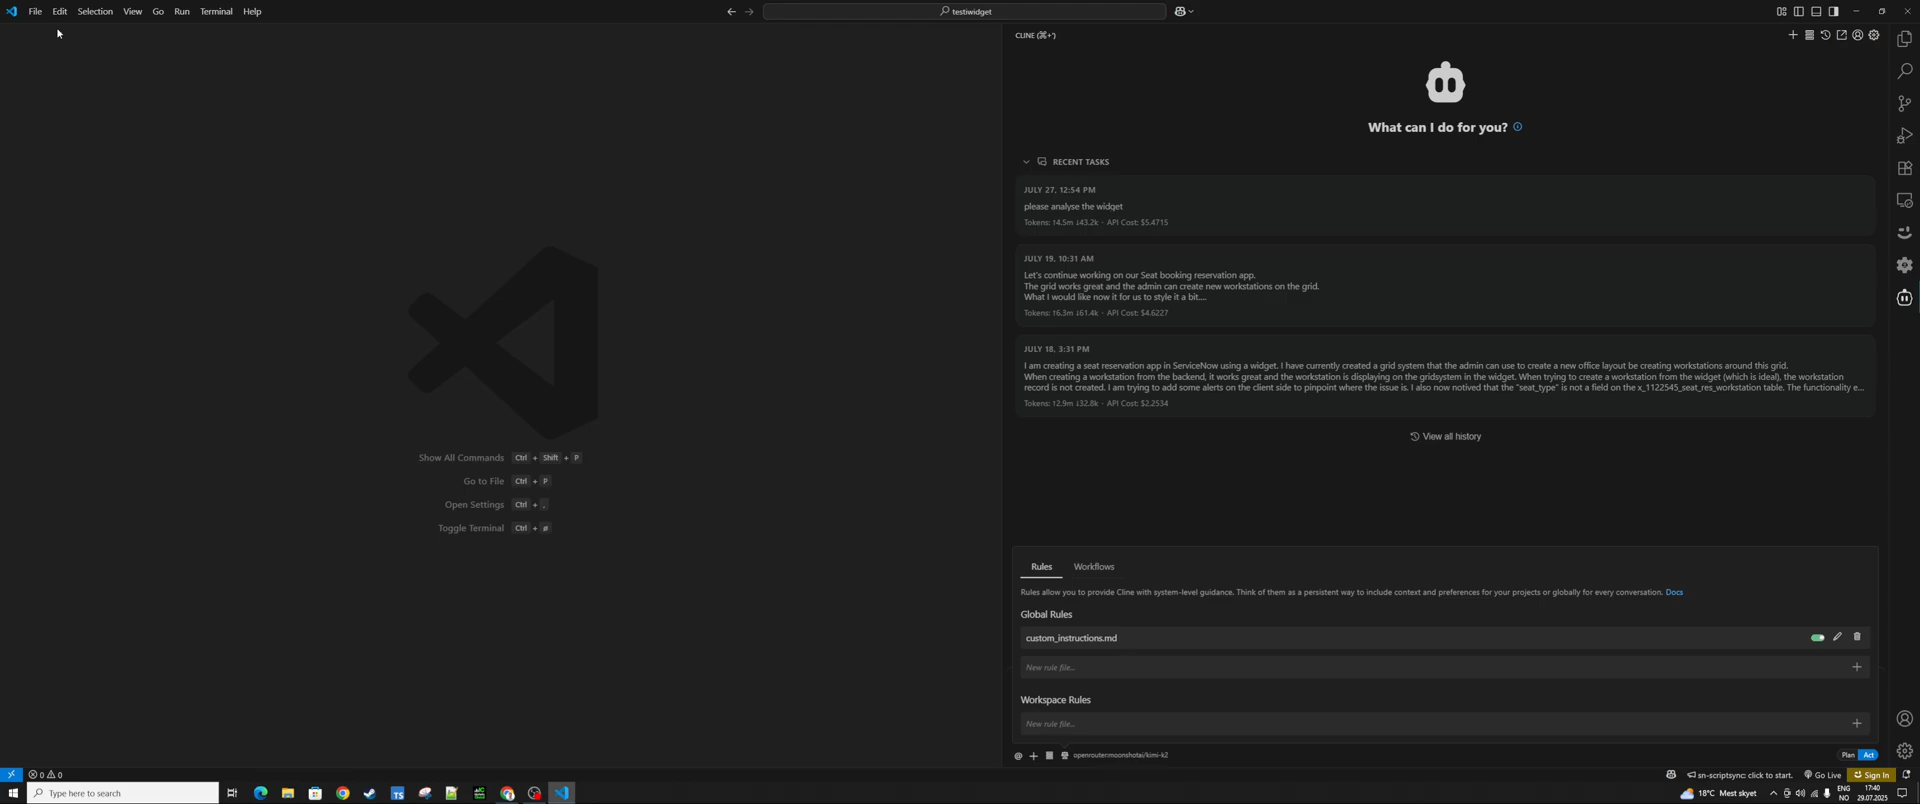 File Edit Selection View Go Run Terminal Help
testiwidget
CLINE (⌘+')
What can I do for you?
RECENT TASKS
JULY 27, 12:54 PM
please analyse the widget
Tokens: ↑4.5m ↓43.2k · API Cost: $5.4715
JULY 19, 10:31 AM
Let's continue working on our Seat booking reservation app.
The grid works great and the admin can create new workstations on the grid.
What I would like now it for us to style it a bit....
Tokens: ↑6.3m ↓61.4k · API Cost: $4.6227
JULY 18, 3:31 PM
I am creating a seat reservation app in ServiceNow using a widget. I have currently created a grid system that the admin can use to create a new office layout be creating workstations around this grid.
When creating a workstation from the backend, it works great and the workstation is displaying on the gridsystem in the widget. When trying to create a workstation from the widget (which is ideal), the workstation
record is not created. I am trying to add some alerts on the client side to pinpoint where the issue is. I also now notived that the "seat_type" is not a field on the x_1122545_seat_res_workstation table. The functionality e...
Tokens: ↑2.9m ↓32.8k · API Cost: $2.2534
View all history
Show All Commands Ctrl + Shift + P
Go to File Ctrl + P
Open Settings Ctrl + ,
Toggle Terminal Ctrl + ø
Rules Workflows
Rules allow you to provide Cline with system-level guidance. Think of them as a persistent way to include context and preferences for your projects or globally for every conversation. Docs
Global Rules
custom_instructions.md
New rule file...
Workspace Rules
New rule file...
@ + openrouter:moonshotai/kimi-k2 Plan Act
0 0 sn-scriptsync: click to start. Go Live Sign In
Type here to search TS 18°C Mest skyet ENG 17:40
NO 29.07.2025